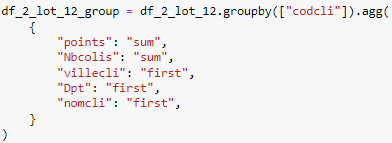 df_2_lot_12_group = df_2_lot_12.groupby(["codcli"]).agg(
    {
        "points": "sum",
        "Nbcolis": "sum",
        "villecli": "first",
        "Dpt": "first",
        "nomcli": "first",
    }
)